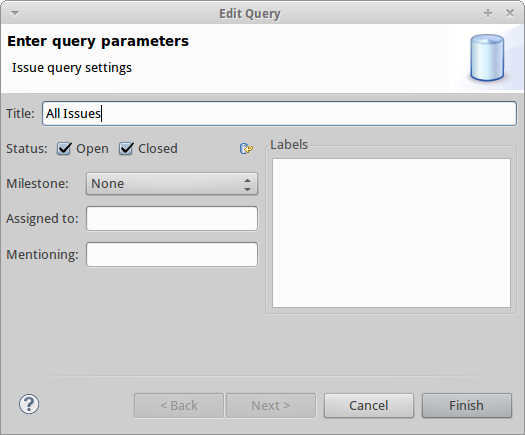 Edit Query
Enter query parameters
Issue query settings
Title: All Issues
Status: Open Closed
Labels
Milestone: None
Assigned to:
Mentioning:
? < Back Next > Cancel Finish